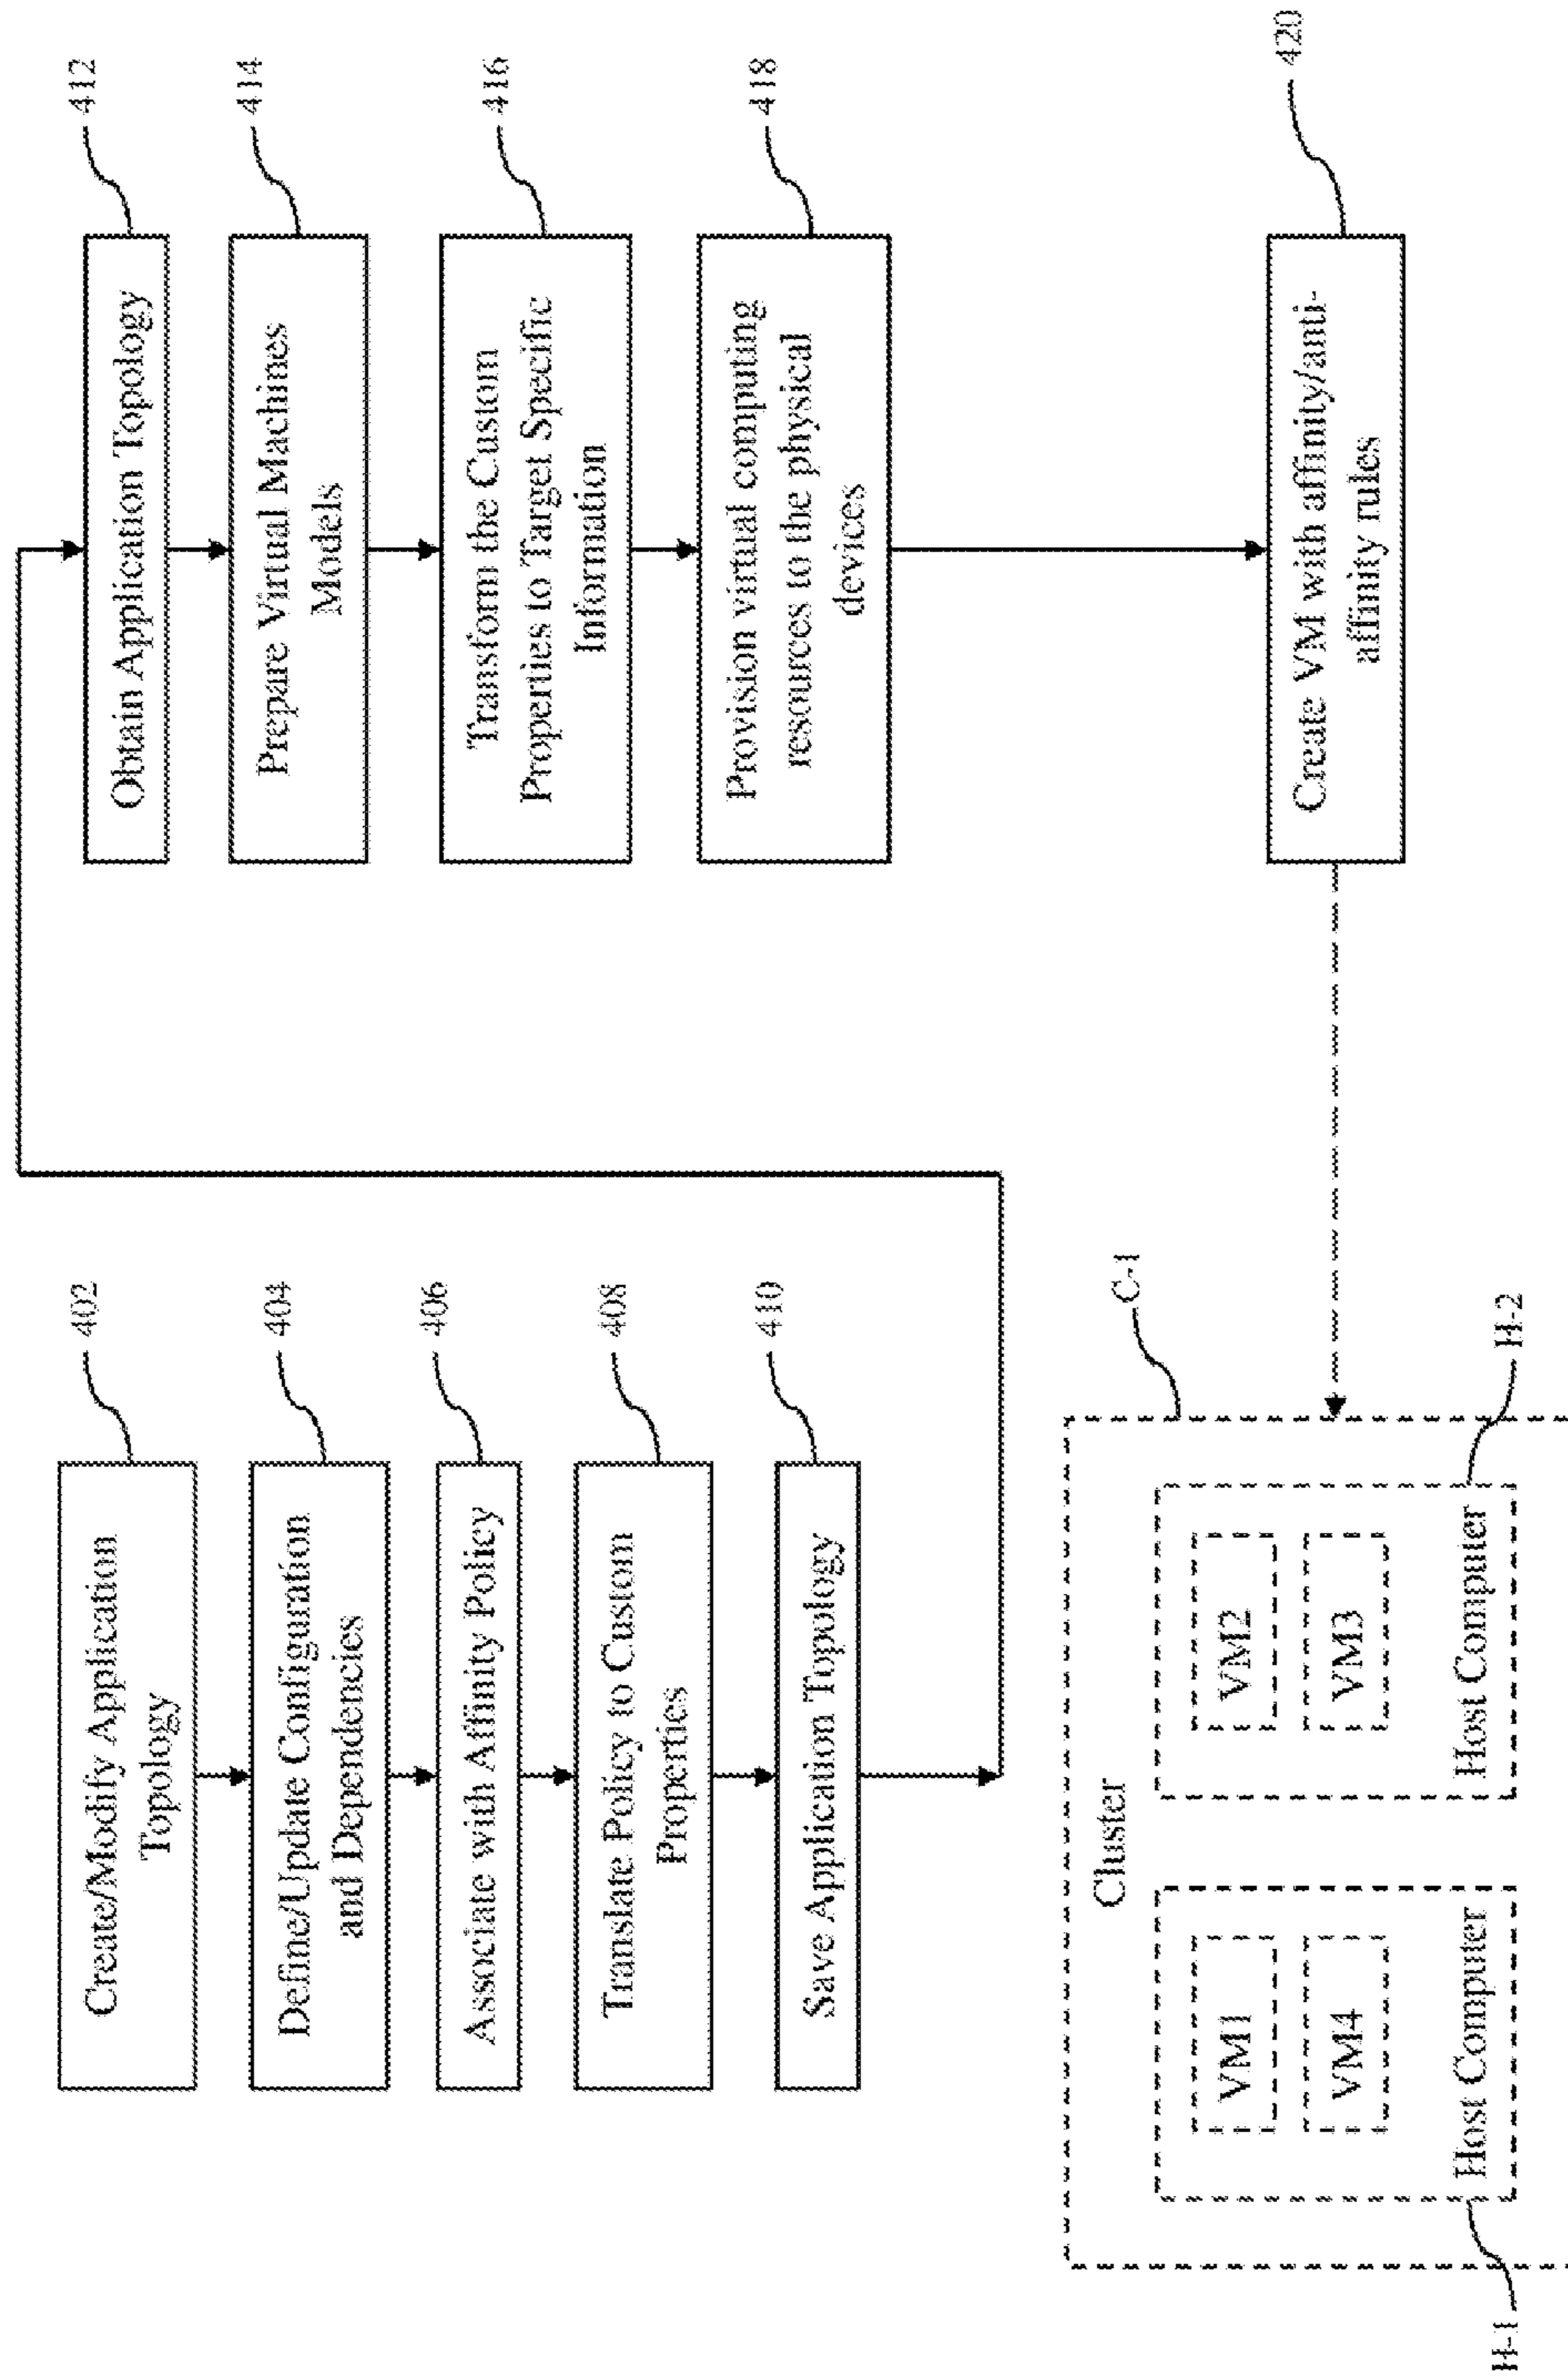 Create/Modify Application
Topology
402
Define/Update Configuration
and Dependencies
404
Associate with Affinity Policy
406
Translate Policy to Custom
Properties
408
Save Application Topology
410
Obtain Application Topology
412
Prepare Virtual Machines
Models
414
Transform the Custom
Properties to Target Specific
Information
416
Provision virtual computing
resources to the physical
devices
418
Create VM with affinity/anti-
affinity rules
420
Cluster
C-1
VM1
VM4
Host Computer
H-1
VM2
VM3
Host Computer
H-2